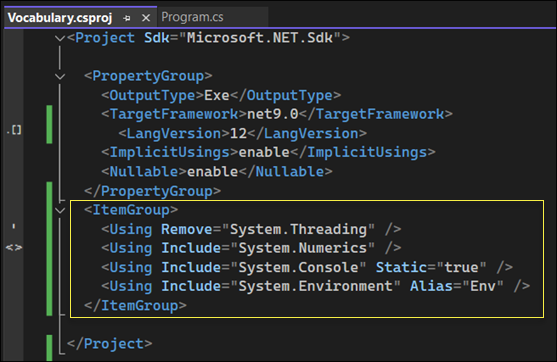 Vocabulary.csproj Program.cs
<Project Sdk="Microsoft.NET.Sdk">
<PropertyGroup>
<OutputType>Exe</OutputType>
<TargetFramework>net9.0</TargetFramework>
<LangVersion>12</LangVersion>
<ImplicitUsings>enable</ImplicitUsings>
<Nullable>enable</Nullable>
</PropertyGroup>
<ItemGroup>
<Using Remove="System.Threading" />
<Using Include="System.Numerics" />
<Using Include="System.Console" Static="true" />
<Using Include="System.Environment" Alias="Env" />
</ItemGroup>
</Project>